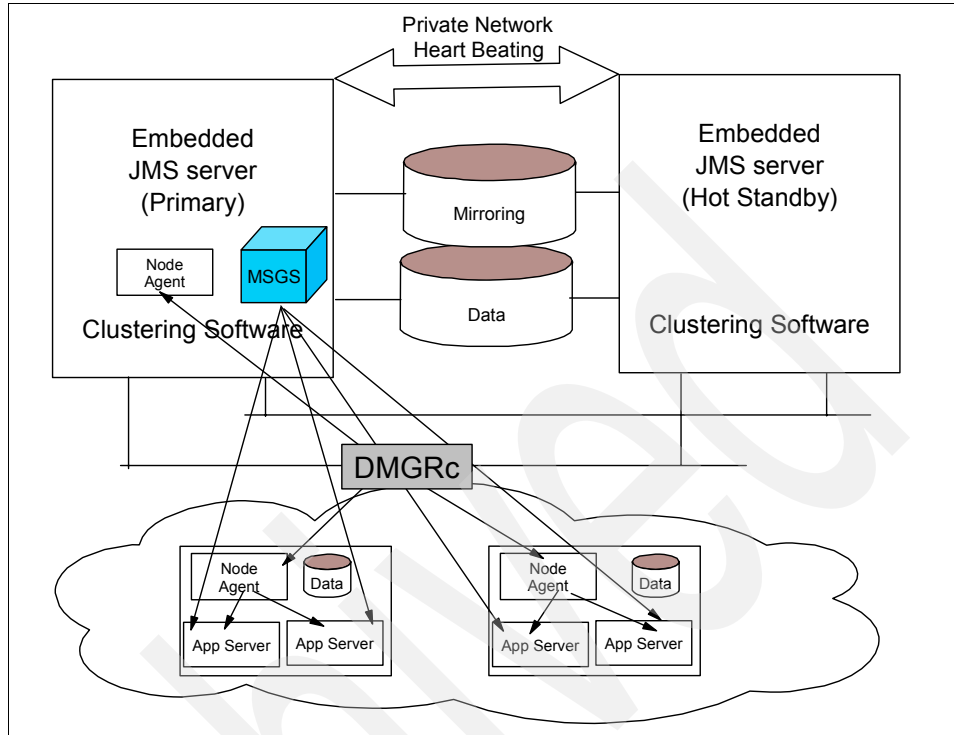 Private Network
Heart Beating
Embedded
JMS server
(Primary)
Embedded
JMS server
(Hot Standby)
Mirroring
Node
Agent
MSGS
Data
Clustering Software
Clustering Software
DMGRc
Node
Agent
Data
App Server
App Server
Node
Agent
Data
App Server
App Server
hived